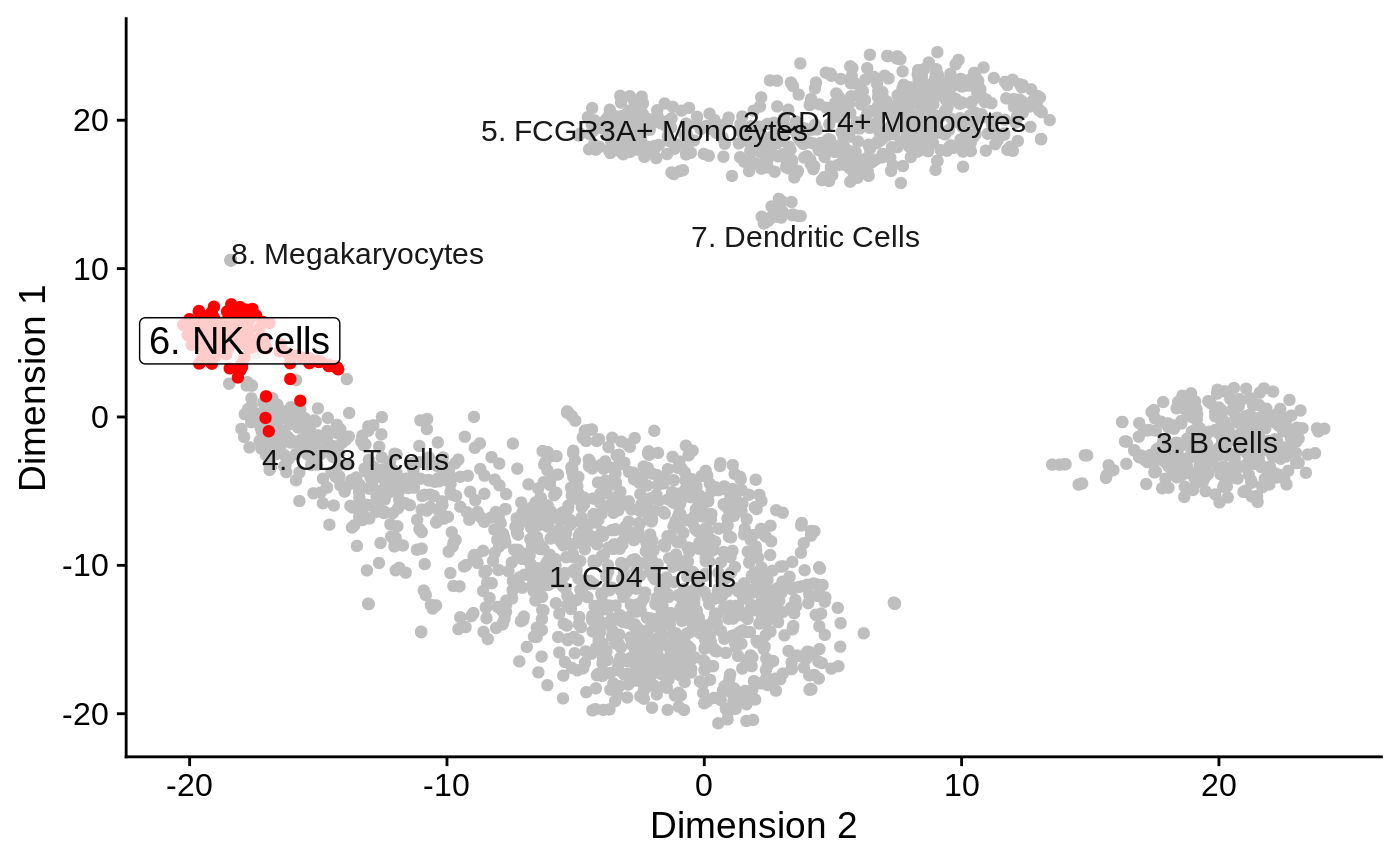 Dimension 1
20
10
0
-10
-20
5. FCGR3A+ Monocytes
2. CD14+ Monocytes
7. Dendritic Cells
8. Megakaryocytes
6. NK cells
4. CD8 T cells
3. B cells
1. CD4 T cells
-20
-10
0
10
20
Dimension 2